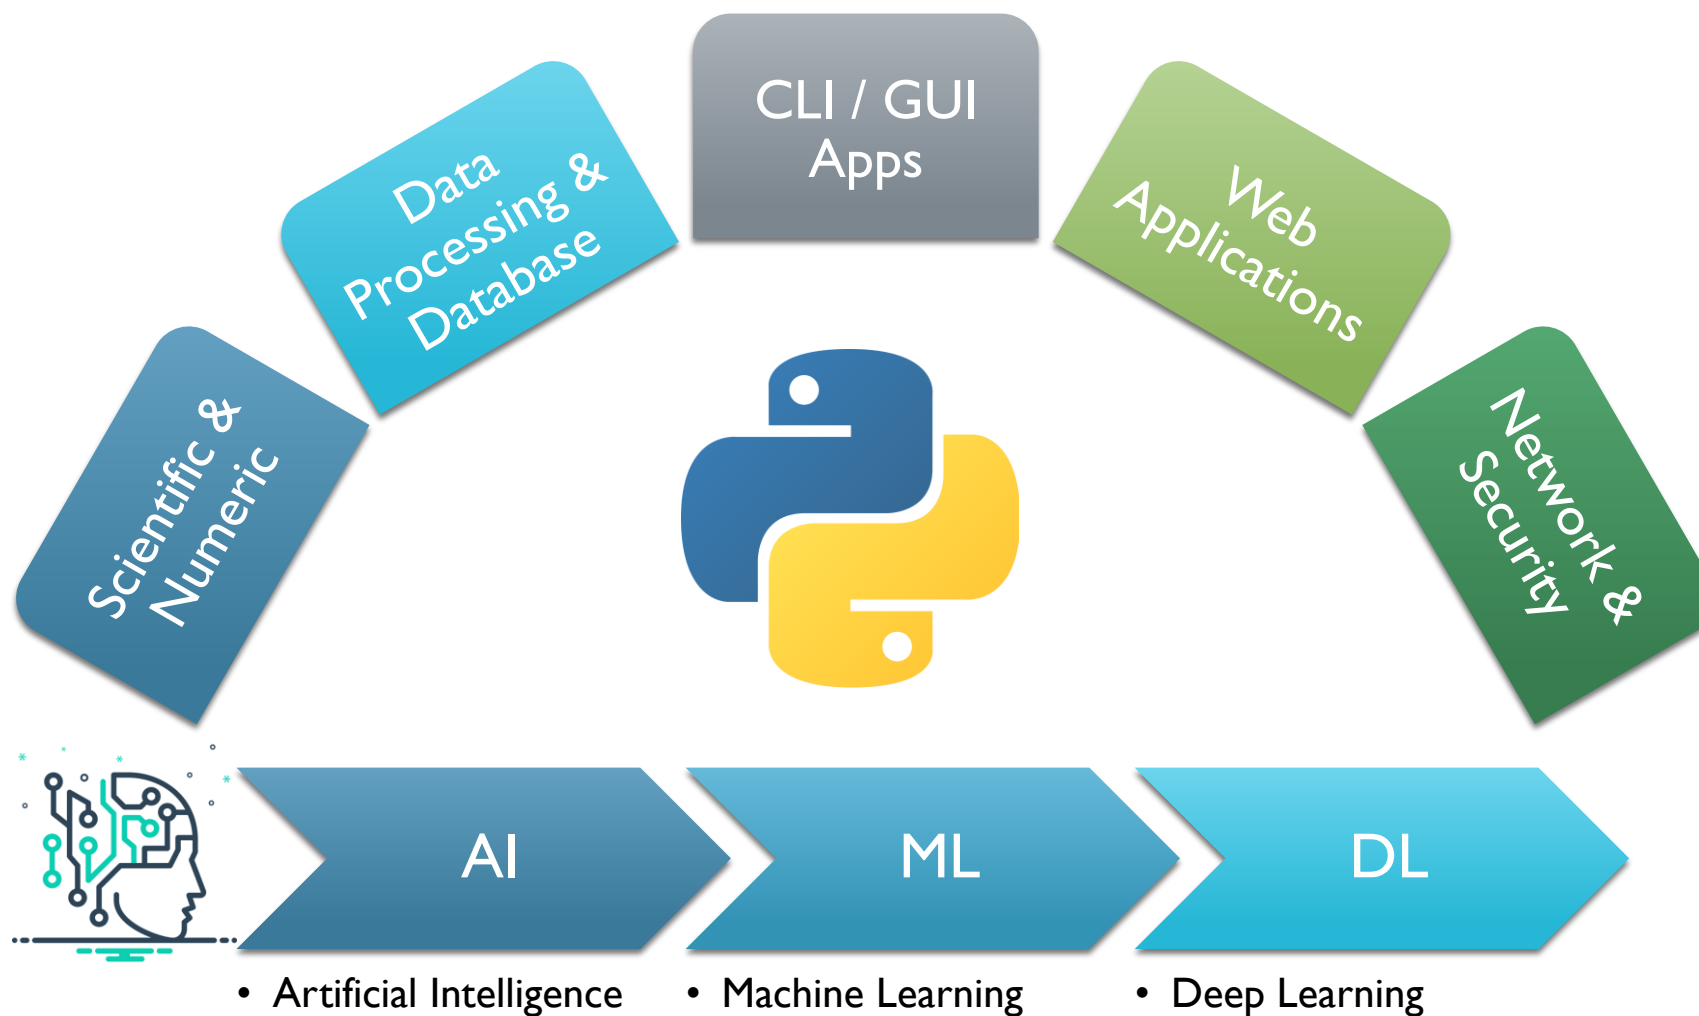 Scientific &
Numeric
Data
Processing &
Database
CLI / GUI
Apps
Web
Applications
Network &
Security
AI
ML
DL
• Artificial Intelligence
• Machine Learning
• Deep Learning